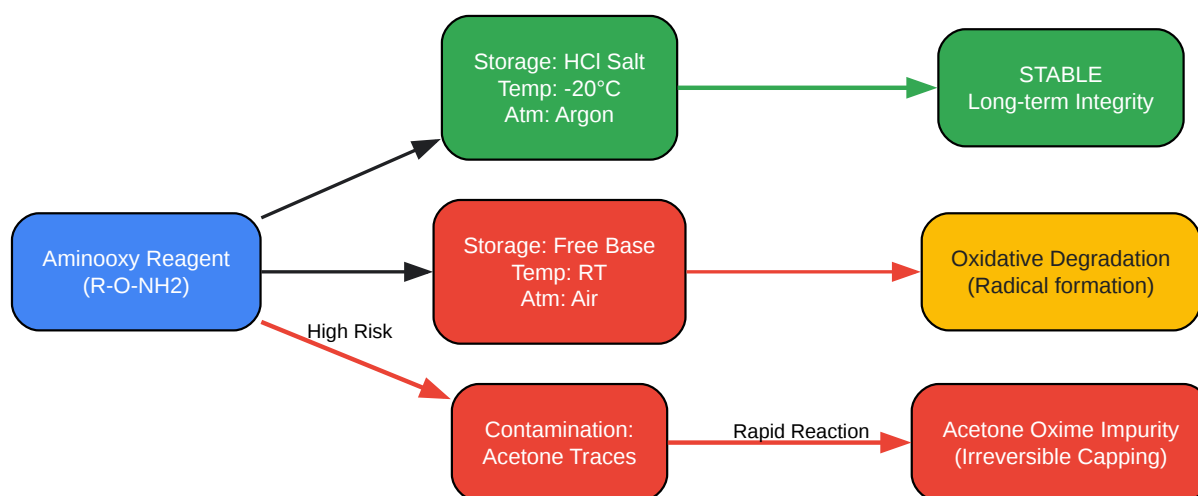 Storage: HCl Salt
Temp: -20°C
Atm: Argon
STABLE
Long-term Integrity
Aminooxy Reagent
(R-O-NH2)
Storage: Free Base
Temp: RT
Atm: Air
Oxidative Degradation
(Radical formation)
High Risk
Contamination:
Acetone Traces
Rapid Reaction
Acetone Oxime Impurity
(Irreversible Capping)